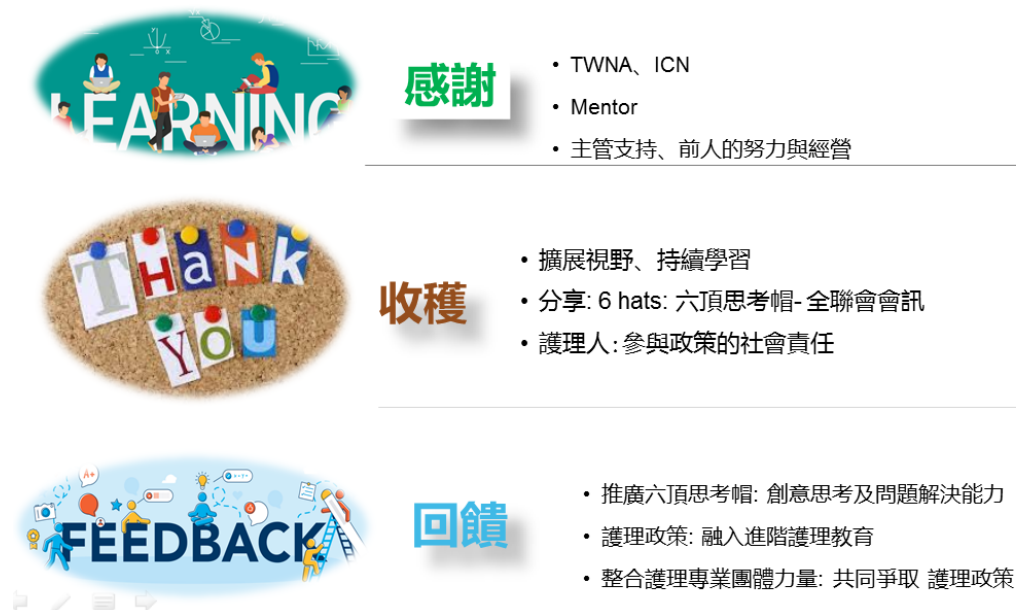 LEARNING
感謝
• TWNA、ICN
• Mentor
• 主管支持、前人的努力與經營
THANK
YOU
收穫
• 擴展視野、持續學習
• 分享: 6 hats: 六頂思考帽- 全聯會會訊
• 護理人: 參與政策的社會責任
A+
FEEDBACK
回饋
• 推廣六頂思考帽: 創意思考及問題解決能力
• 護理政策: 融入進階護理教育
• 整合護理專業團體力量: 共同爭取 護理政策